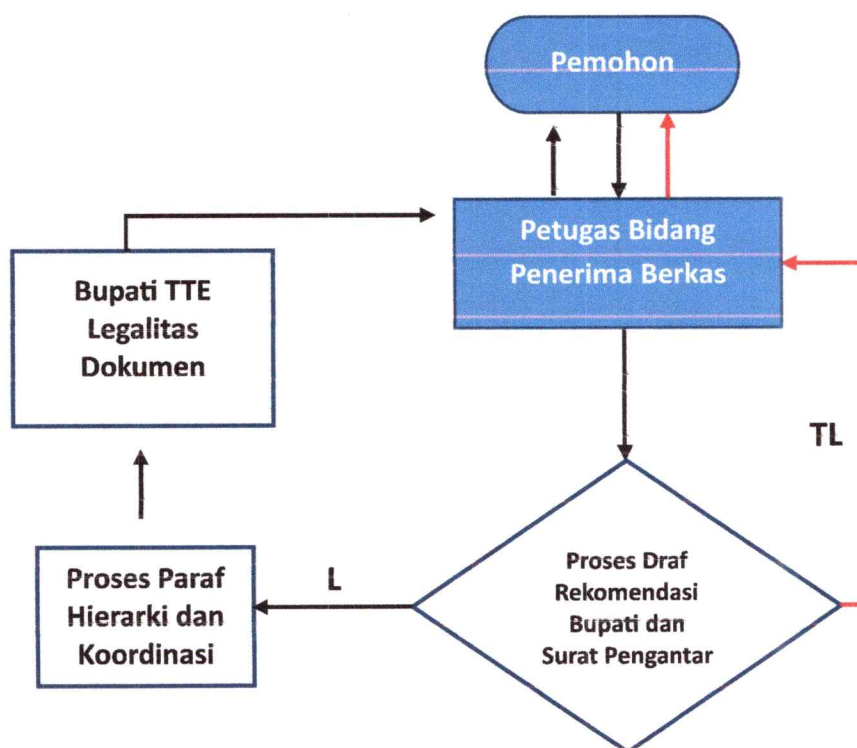 Pemohon
Petugas Bidang
Penerima Berkas
Bupati TTE
Legalitas
Dokumen
TL
Proses Draf
Rekomendasi
Bupati dan
Surat Pengantar
L
Proses Paraf
Hierarki dan
Koordinasi